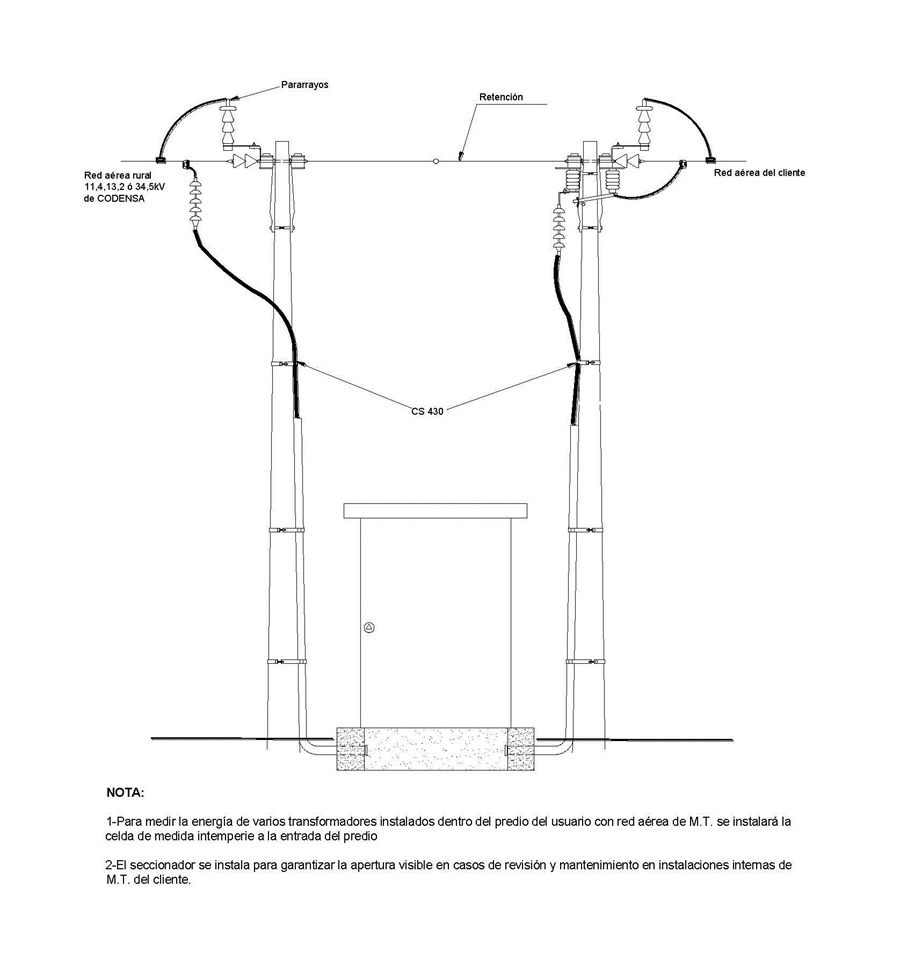 Pararrayos
Retención
Red aérea rural
11,4,13,2 ó 34,5kV
de CODENSA
Red aérea del cliente
CS 430
NOTA:
1-Para medir la energía de varios transformadores instalados dentro del predio del usuario con red aérea de M.T. se instalará la
celda de medida intemperie a la entrada del predio
2-El seccionador se instala para garantizar la apertura visible en casos de revisión y mantenimiento en instalaciones internas de
M.T. del cliente.